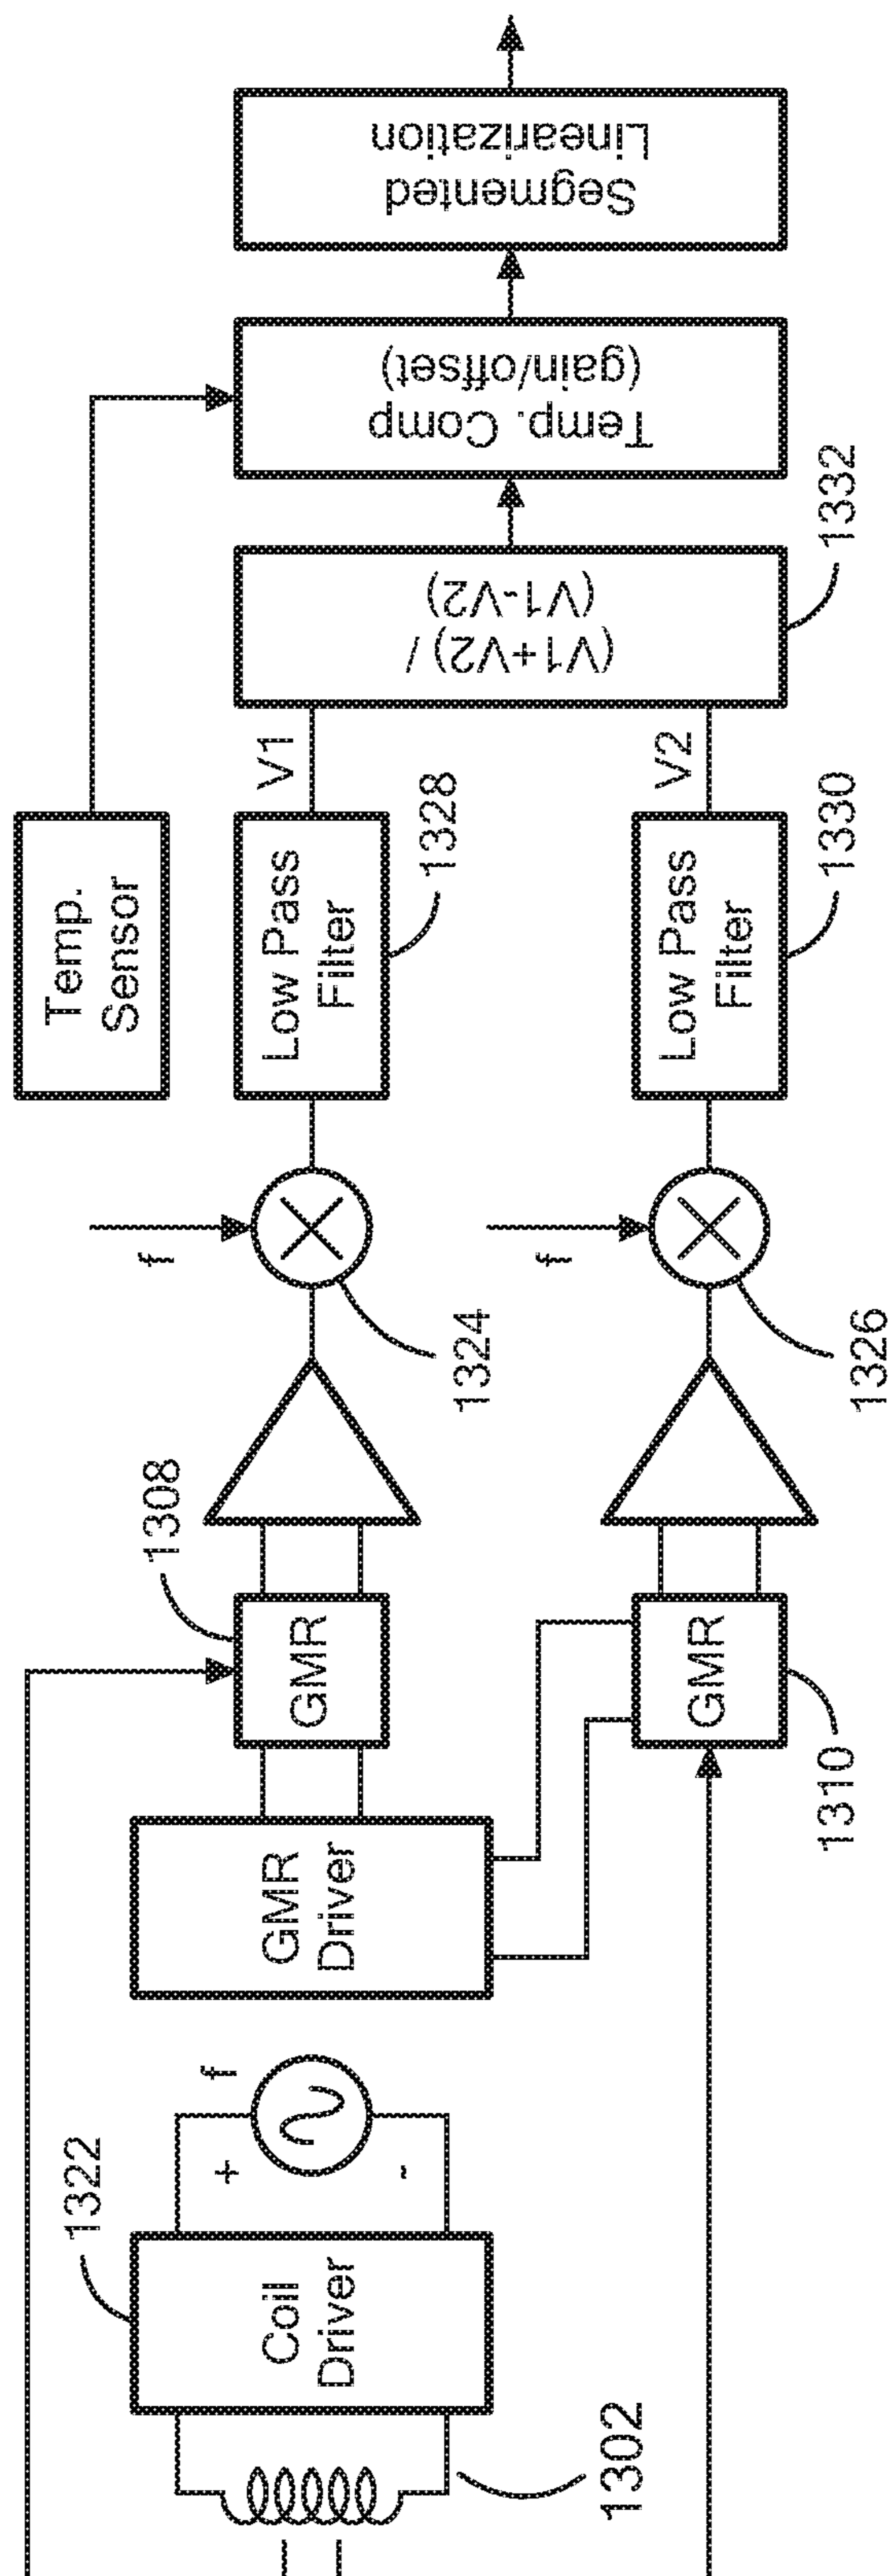 Temp.
Sensor
1322
f
+
-
Coil
Driver
1302
GMR
Driver
1308
GMR
GMR
1310
f
1324
f
1326
Low Pass
Filter
1328
V1
Low Pass
Filter
1330
V2
(V1+V2) /
(V1-V2)
1332
Temp. Comp
(gain/offset)
Segmented
Linearization